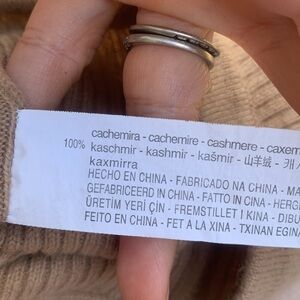 cachemira - cachemire - cashmere - caxem
100% kaschmir - kashmir - kašmir - 山羊绒 - 캐
kaxmirra
HECHO EN CHINA - FABRICADO NA CHINA - MA
GEFABRICEERD IN CHINA - FATTO IN CINA - HERG
ÜRETİM YERİ ÇİN - FREMSTILLET I KINA - DIBU
FEITO EN CHINA - FET A LA XINA - TXINAN EGINA